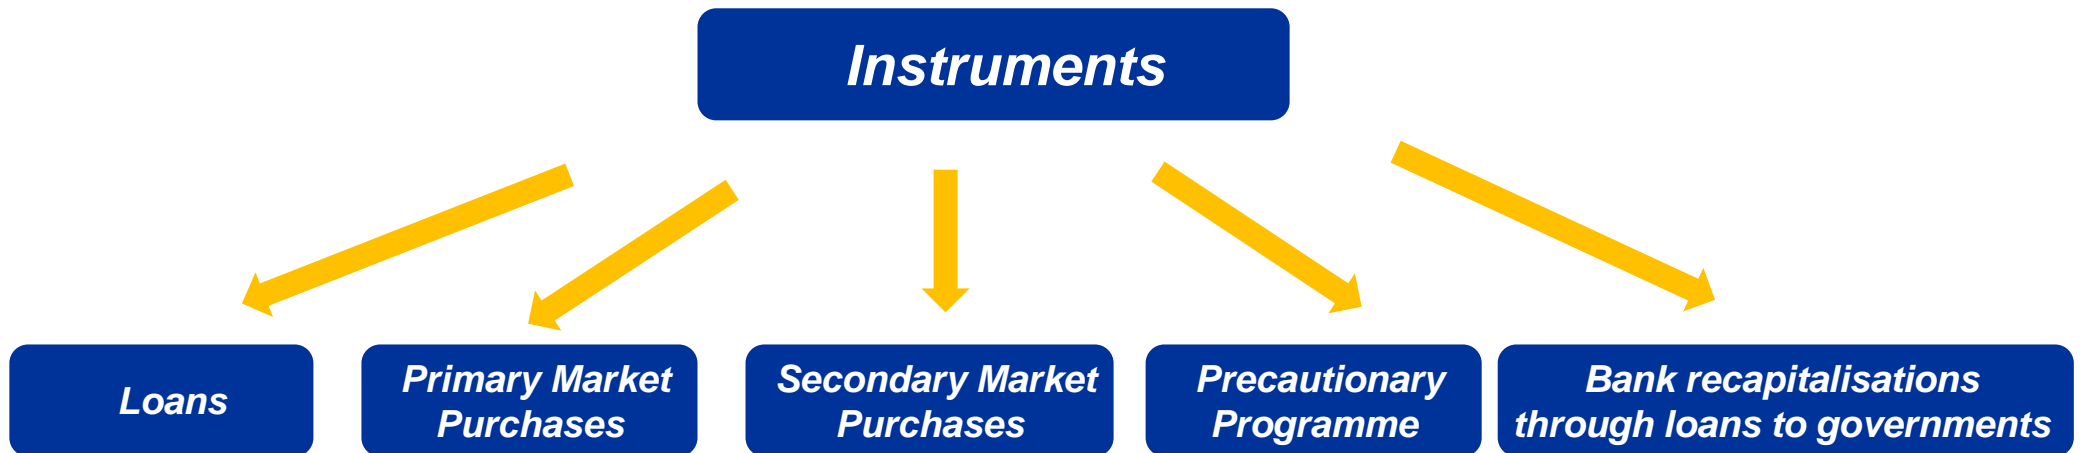 Instruments
Loans
Primary Market
Purchases
Secondary Market
Purchases
Precautionary
Programme
Bank recapitalisations
through loans to governments